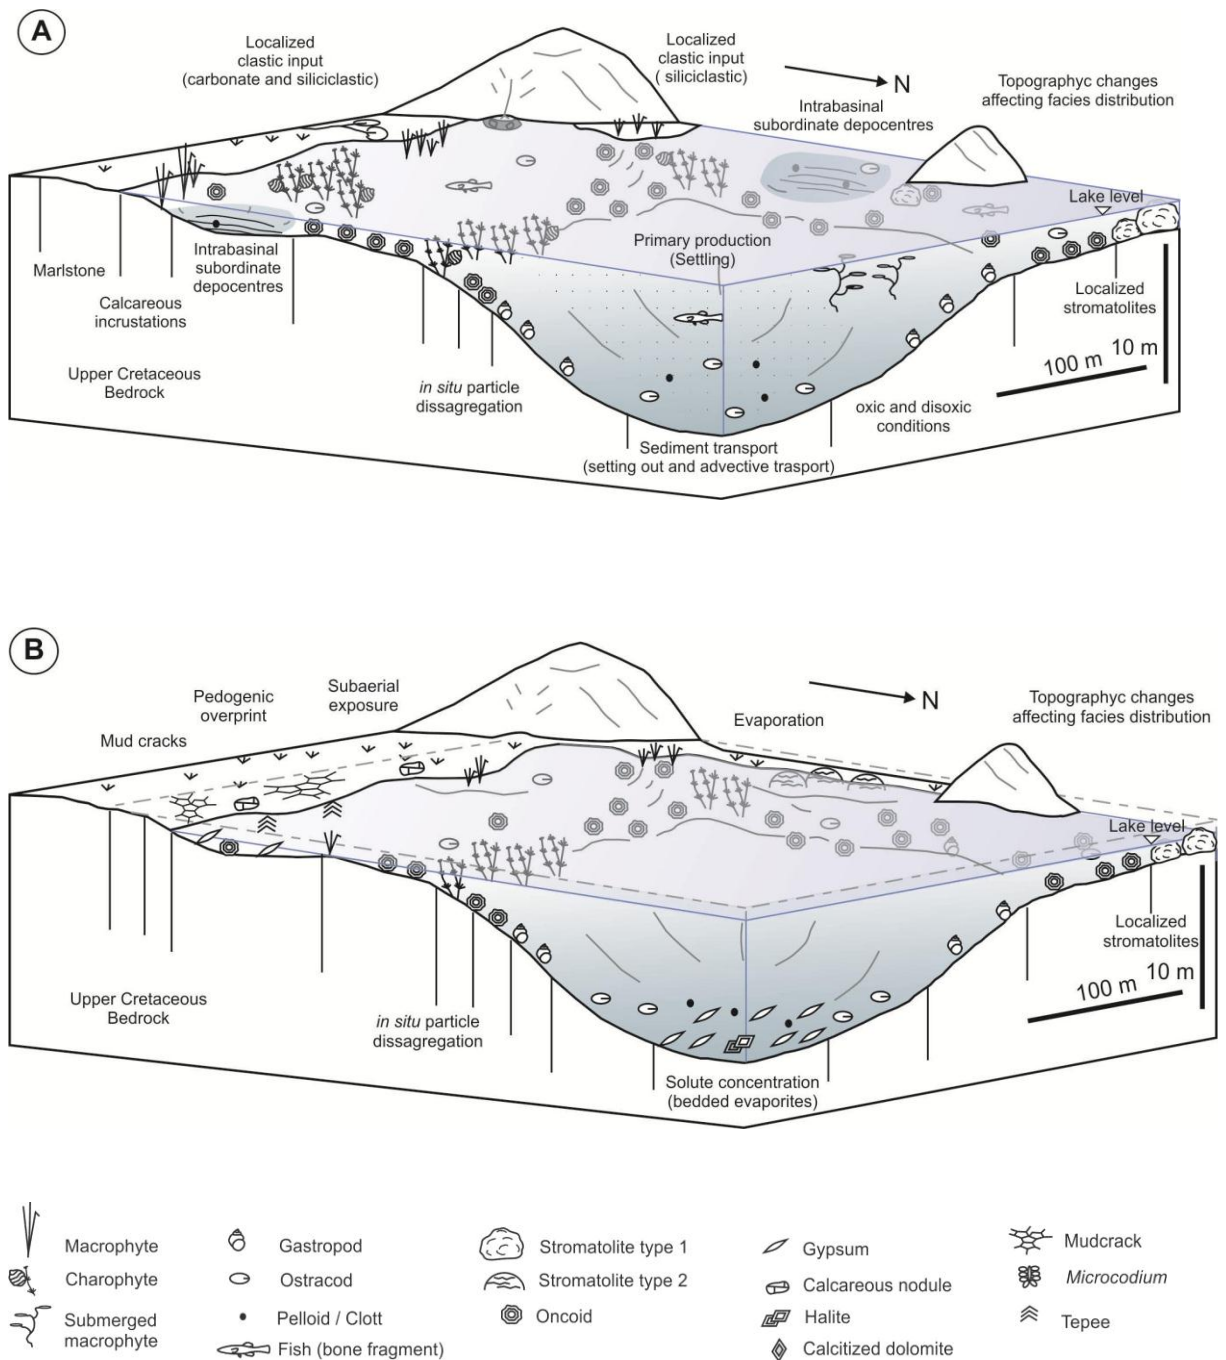 A
Localized
clastic input
(carbonate and siliciclastic)
Localized
clastic input
( siliciclastic)
N
Topographyc changes
affecting facies distribution
Intrabasinal
subordinate depocentres
Lake level
Primary production
(Settling)
Marlstone
Intrabasinal
subordinate
depocentres
Calcareous
incrustations
Localized
stromatolites
100 m
10 m
Upper Cretaceous
Bedrock
in situ particle
dissagregation
oxic and disoxic
conditions
Sediment transport
(setting out and advective trasport)
B
Pedogenic
overprint
Subaerial
exposure
Mud cracks
Evaporation
N
Topographyc changes
affecting facies distribution
Lake level
Localized
stromatolites
100 m
10 m
Upper Cretaceous
Bedrock
in situ particle
dissagregation
Solute concentration
(bedded evaporites)
Macrophyte
Charophyte
Submerged
macrophyte
Gastropod
Ostracod
Pelloid / Clott
Fish (bone fragment)
Stromatolite type 1
Stromatolite type 2
Oncoid
Gypsum
Calcareous nodule
Halite
Calcitized dolomite
Mudcrack
Microcodium
Tepee